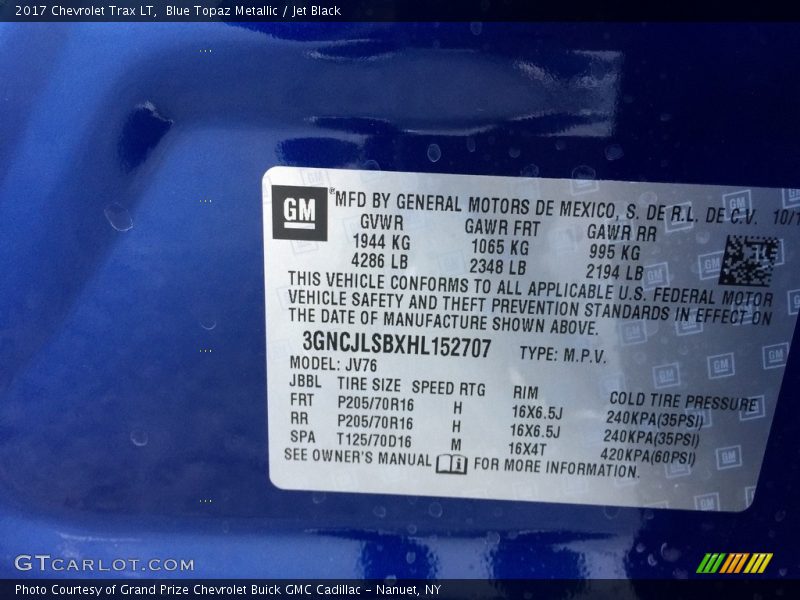 2017 Chevrolet Trax LT,  Blue Topaz Metallic / Jet Black
GM ®MFD BY GENERAL MOTORS DE MEXICO, S. DE R.L. DE C.V.
GVWR GAWR FRT GAWR RR
1944 KG 1065 KG 995 KG
4286 LB 2348 LB 2194 LB
THIS VEHICLE CONFORMS TO ALL APPLICABLE U.S. FEDERAL MOTOR
VEHICLE SAFETY AND THEFT PREVENTION STANDARDS IN EFFECT ON
THE DATE OF MANUFACTURE SHOWN ABOVE.
3GNCJLSBXHL152707 TYPE: M.P.V.
MODEL: JV76
JBBL TIRE SIZE SPEED RTG RIM COLD TIRE PRESSURE
FRT P205/70R16 H 16X6.5J 240KPA(35PSI)
RR P205/70R16 H 16X6.5J 240KPA(35PSI)
SPA T125/70D16 M 16X4T 420KPA(60PSI)
SEE OWNER'S MANUAL FOR MORE INFORMATION.
GTCARLOT.COM
Photo Courtesy of Grand Prize Chevrolet Buick GMC Cadillac – Nanuet, NY